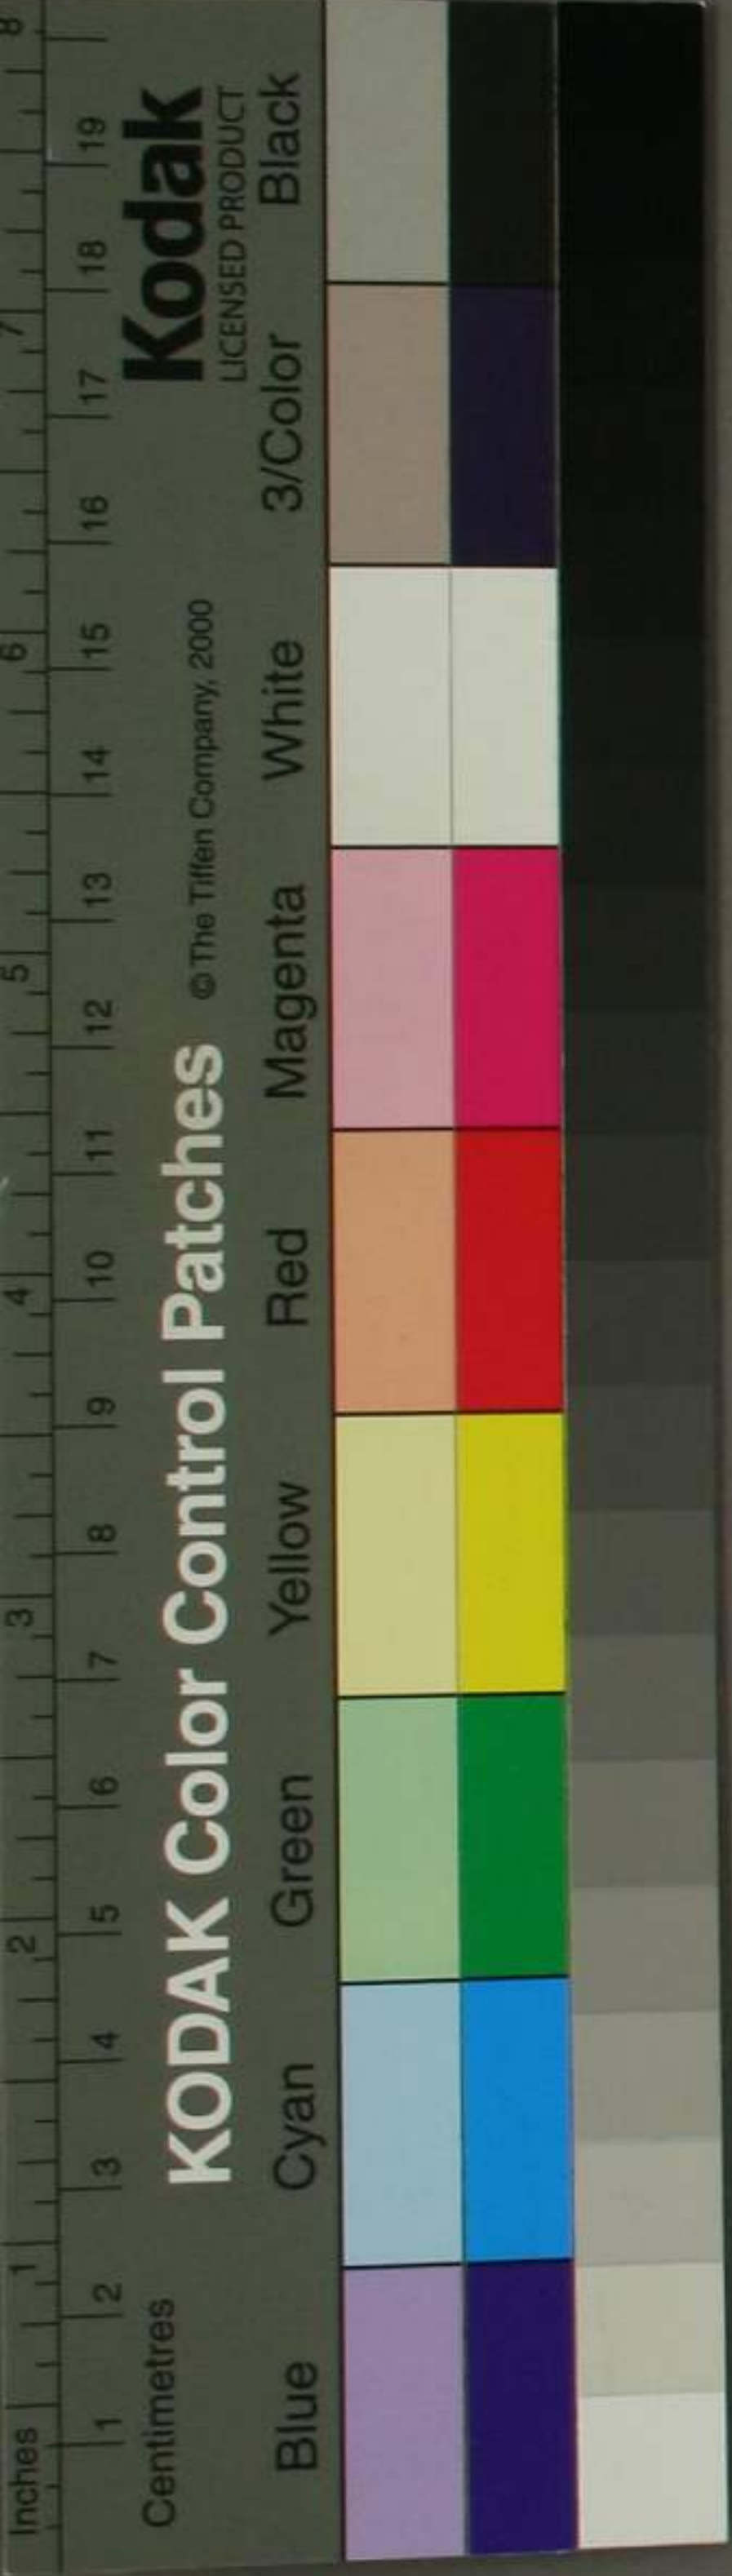 Inches 1 2 3 4 5 6 7 8
Centimetres 1 2 3 4 5 6 7 8 9 10 11 12 13 14 15 16 17 18 19
KODAK Color Control Patches © The Tiffen Company, 2000
Kodak
LICENSED PRODUCT
Blue Cyan Green Yellow Red Magenta White 3/Color Black